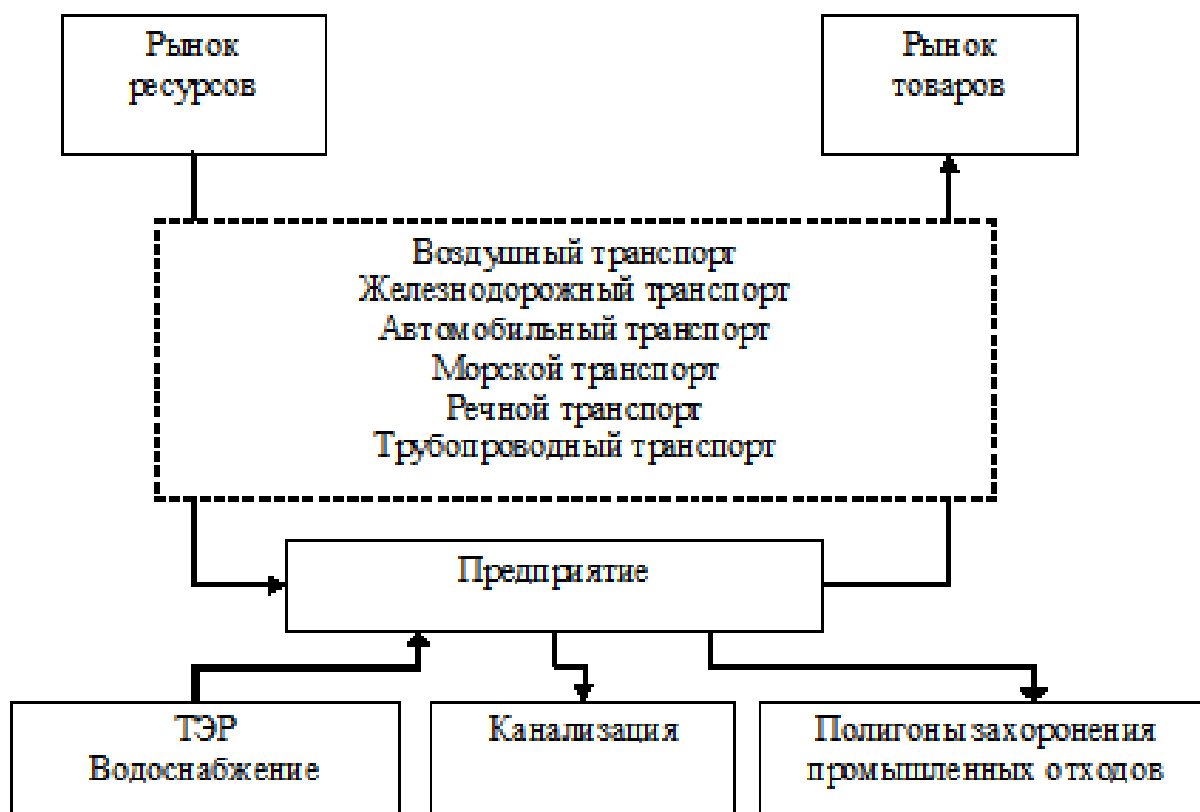 Рынок
ресурсов
Рынок
товаров
Воздушный транспорт
Железнодорожный транспорт
Автомобильный транспорт
Морской транспорт
Речной транспорт
Трубопроводный транспорт
Предприятие
ТЭР
Водоснабжение
Канализация
Полигоны захоронения
промышленных отходов